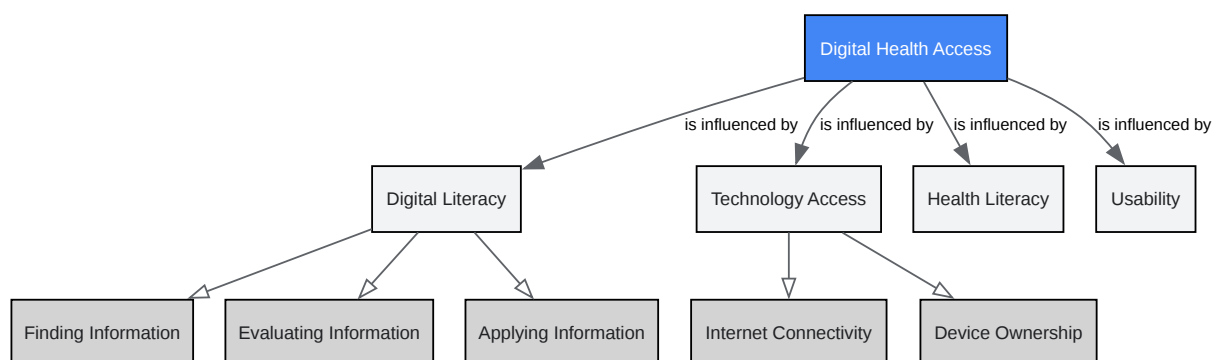 Digital Health Access
is influenced by
is influenced by
is influenced by
is influenced by
Digital Literacy
Technology Access
Health Literacy
Usability
Finding Information
Evaluating Information
Applying Information
Internet Connectivity
Device Ownership